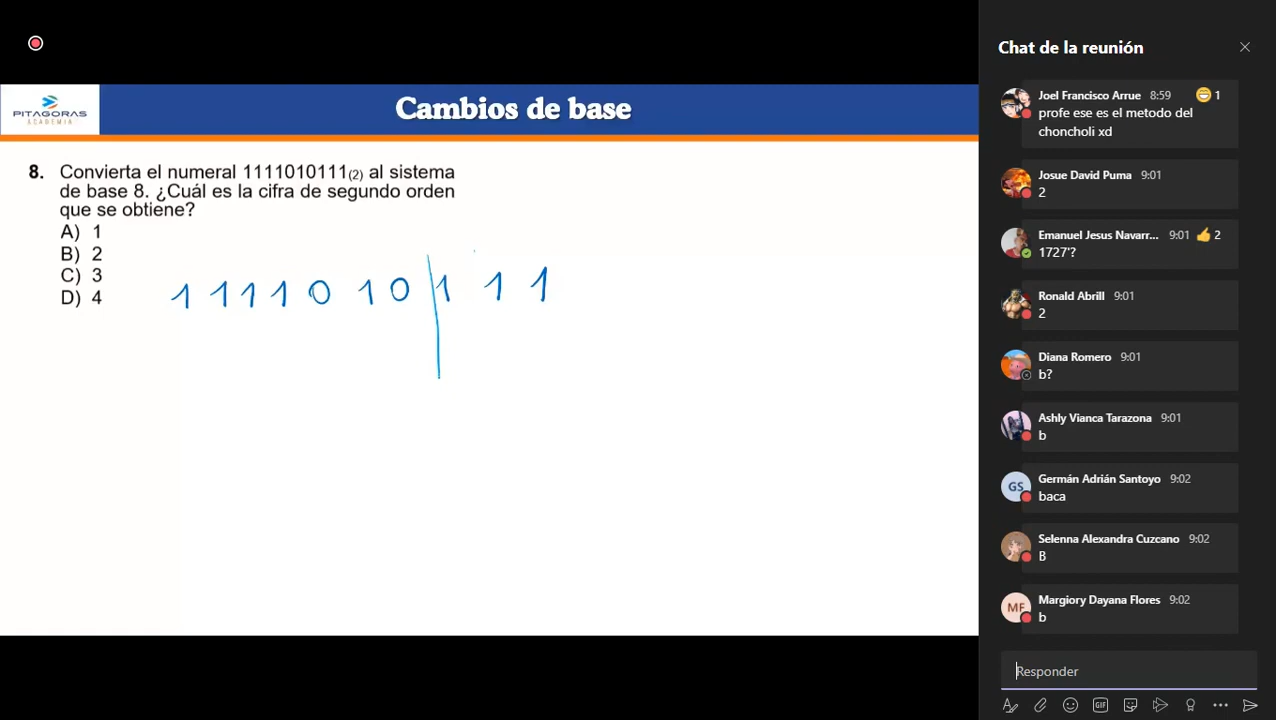 Chat de la reunión
PITAGORAS
ACADEMIA
Cambios de base
8. Convierta el numeral 1111010111(2) al sistema
de base 8. ¿Cuál es la cifra de segundo orden
que se obtiene?
A) 1
B) 2
C) 3
D) 4
1 1 1 1 0 1 0 | 1 1 1
Joel Francisco Arrue 8:59 1
profe ese es el metodo del
choncholi xd
Josue David Puma 9:01
2
Emanuel Jesus Navarr... 9:01 2
1727'?
Ronald Abrill 9:01
2
Diana Romero 9:01
b?
Ashly Vianca Tarazona 9:01
b
GS
Germán Adrián Santoyo 9:02
baca
Selenna Alexandra Cuzcano 9:02
B
MF
Margiory Dayana Flores 9:02
b
Responder
GIF